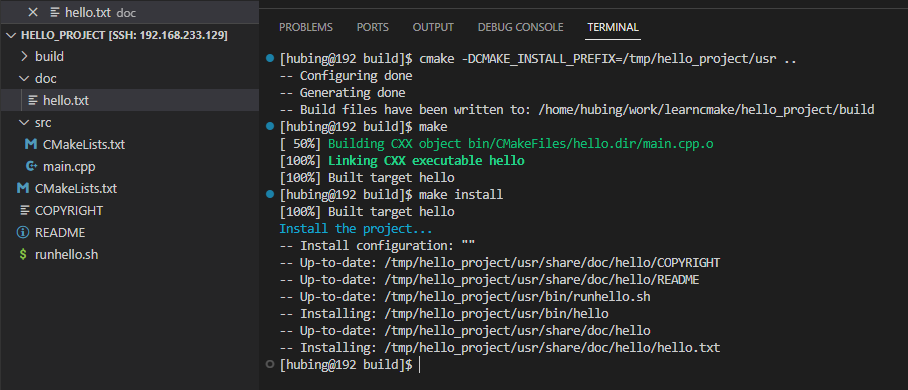 hello.txt doc
HELLO_PROJECT [SSH: 192.168.233.129]
build
doc
hello.txt
src
CMakeLists.txt
main.cpp
CMakeLists.txt
COPYRIGHT
README
runhello.sh
PROBLEMS PORTS OUTPUT DEBUG CONSOLE TERMINAL
[hubing@192 build]$ cmake -DCMAKE_INSTALL_PREFIX=/tmp/hello_project/usr ..
-- Configuring done
-- Generating done
-- Build files have been written to: /home/hubing/work/learncmake/hello_project/build
[hubing@192 build]$ make
[ 50%] Building CXX object bin/CMakeFiles/hello.dir/main.cpp.o
[100%] Linking CXX executable hello
[100%] Built target hello
[hubing@192 build]$ make install
[100%] Built target hello
Install the project...
-- Install configuration: ""
-- Up-to-date: /tmp/hello_project/usr/share/doc/hello/COPYRIGHT
-- Up-to-date: /tmp/hello_project/usr/share/doc/hello/README
-- Up-to-date: /tmp/hello_project/usr/bin/runhello.sh
-- Installing: /tmp/hello_project/usr/bin/hello
-- Up-to-date: /tmp/hello_project/usr/share/doc/hello
-- Installing: /tmp/hello_project/usr/share/doc/hello/hello.txt
[hubing@192 build]$